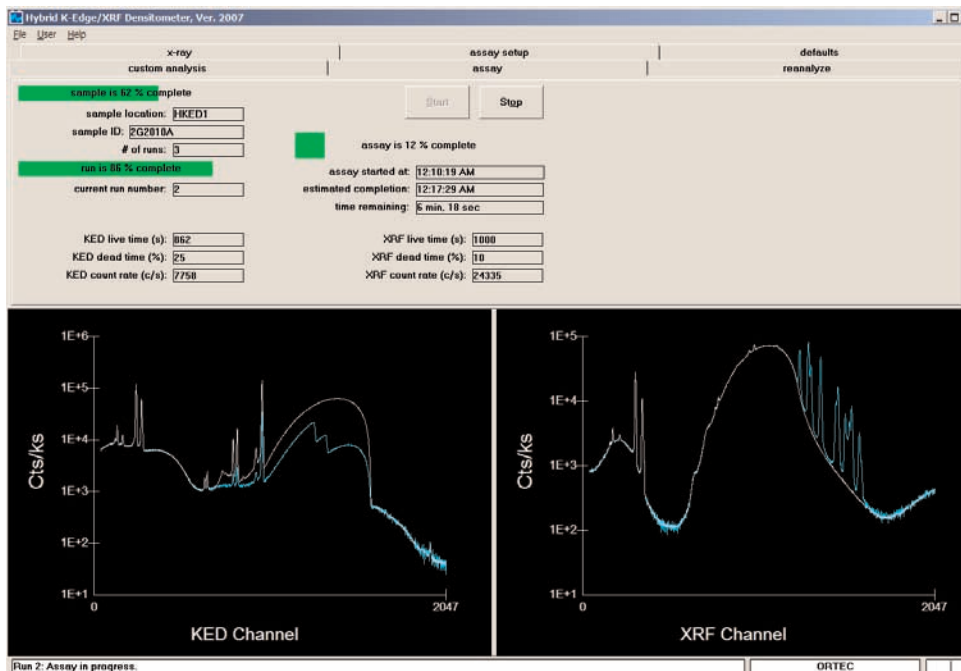 Hybrid K-Edge/XRF Densitometer, Ver. 2007
File User Help
x-ray assay setup defaults
custom analysis assay reanalyze
sample is 62 % complete
Start Stop
sample location: HKED1
sample ID: 2G2010A
# of runs: 3
assay is 12 % complete
run is 86 % complete
assay started at: 12:10:19 AM
current run number: 2
estimated completion: 12:17:29 AM
time remaining: 6 min, 18 sec
KED live time (s): 862
XRF live time (s): 1000
KED dead time (%): 25
XRF dead time (%): 10
KED count rate (c/s): 7758
XRF count rate (c/s): 24335
1E+6
1E+5
1E+4
1E+3
1E+2
1E+1
Cts/ks
0 2047
KED Channel
1E+5
1E+4
1E+3
1E+2
1E+1
Cts/ks
0 2047
XRF Channel
Run 2: Assay in progress. ORTEC